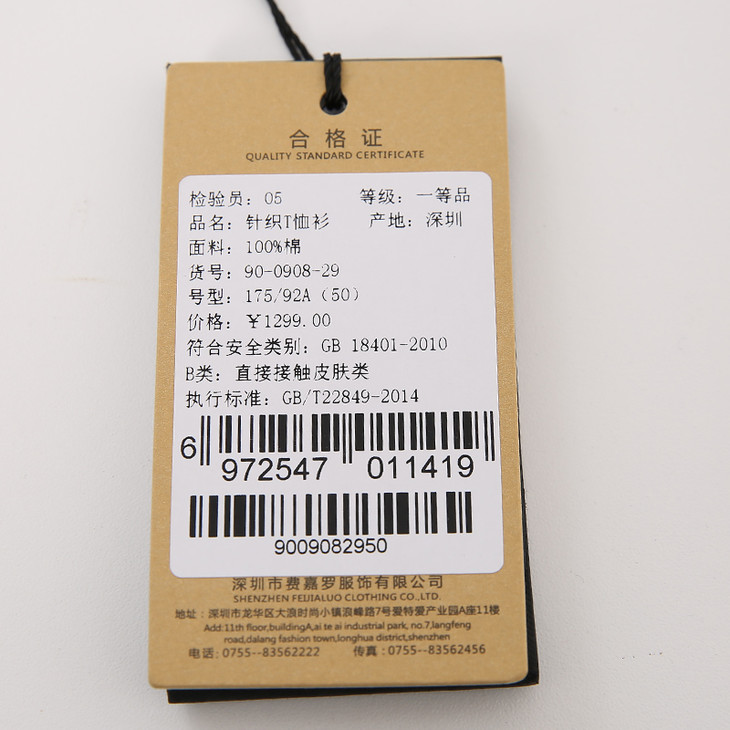 合格证
QUALITY STANDARD CERTIFICATE
检验员：05 等级：一等品
品名：针织T恤衫 产地：深圳
面料：100%棉
货号：90-0908-29
号型：175/92A（50）
价格：￥1299.00
符合安全类别：GB 18401-2010
B类：直接接触皮肤类
执行标准：GB/T22849-2014
6 972547 011419
9009082950
深圳市费嘉罗服饰有限公司
SHENZHEN FEIJIALUO CLOTHING CO.,LTD.
地址：深圳市龙华区大浪时尚小镇浪峰路7号爱特爱产业园A座11楼
Add:11th floor,buildingA,ai te ai industrial park, no.7,langfeng
road,dalang fashion town,longhua district,shenzhen
电话：0755--83562222 传真：0755--83562456